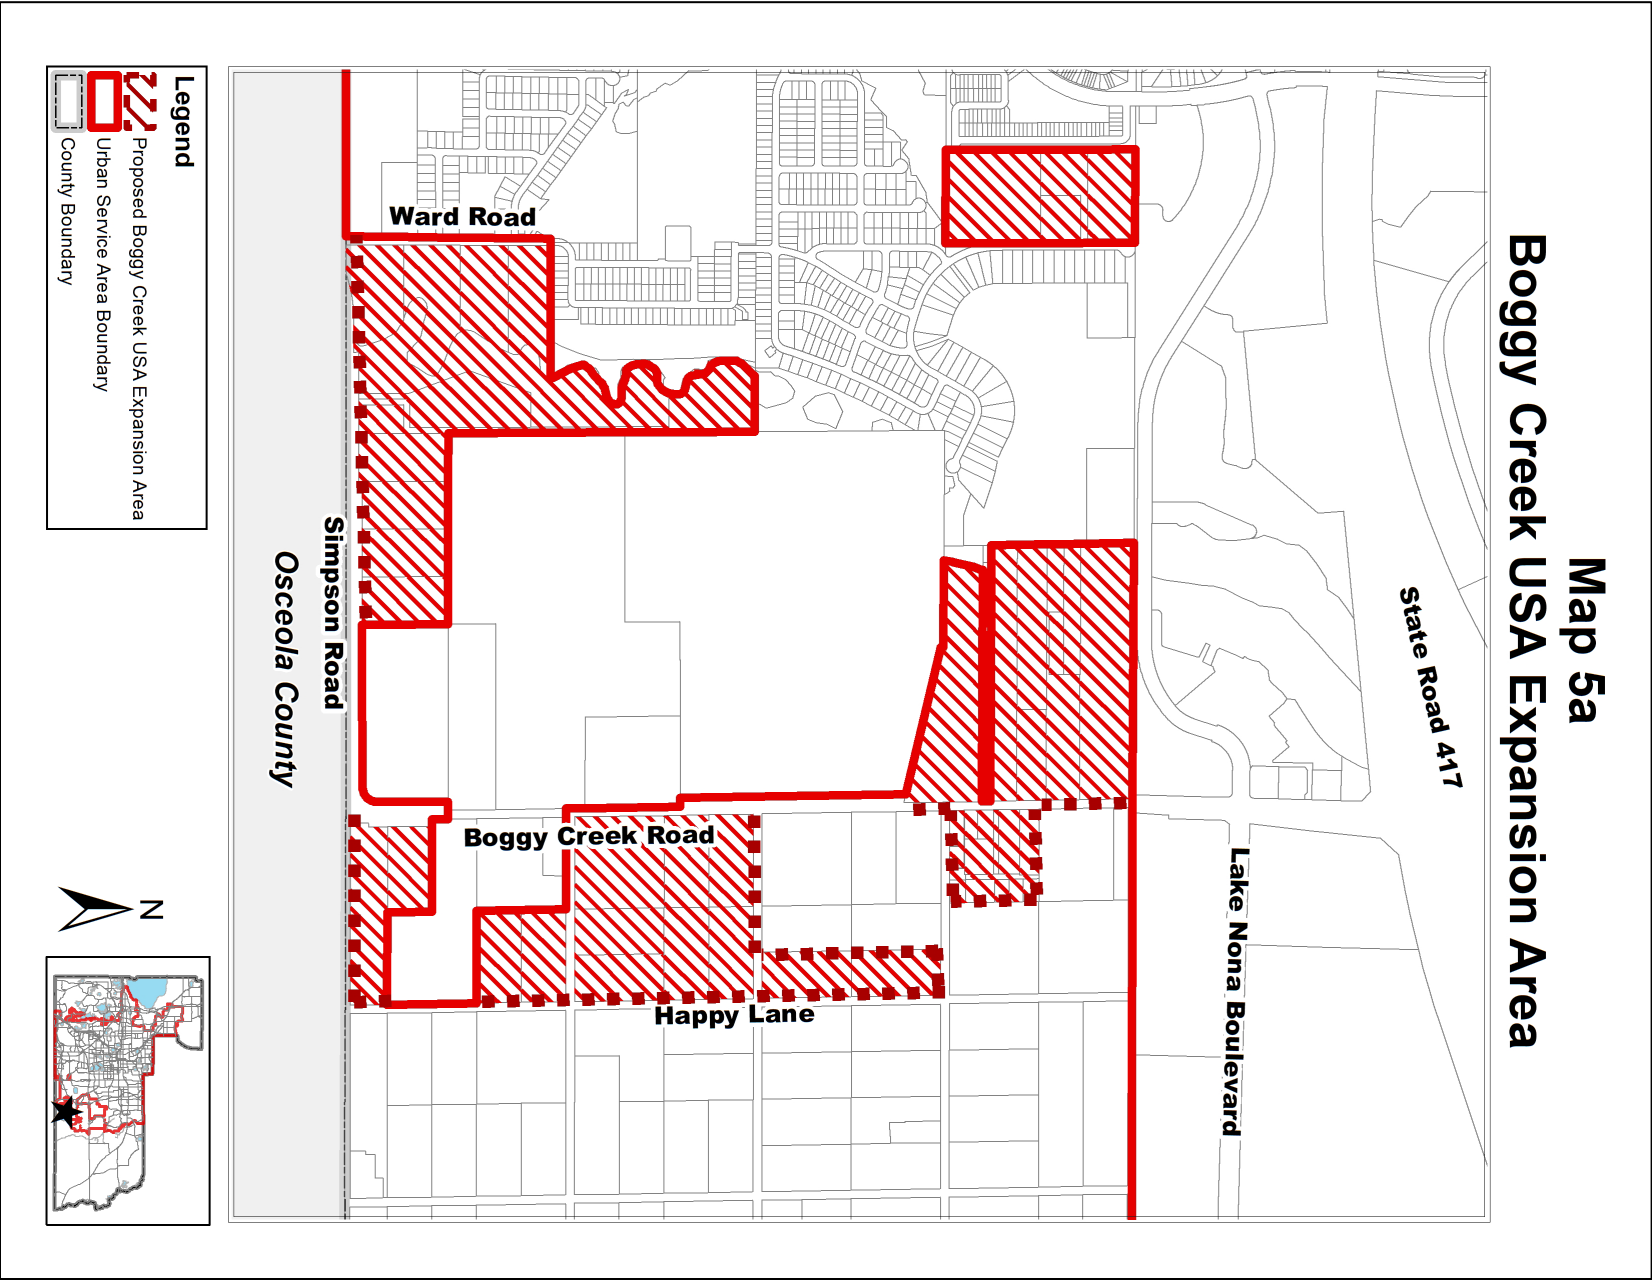 Map 5a
Boggy Creek USA Expansion Area
State Road 417
Lake Nona Boulevard
Ward Road
Boggy Creek Road
Happy Lane
Simpson Road
Osceola County
Legend
Proposed Boggy Creek USA Expansion Area
Urban Service Area Boundary
County Boundary
N